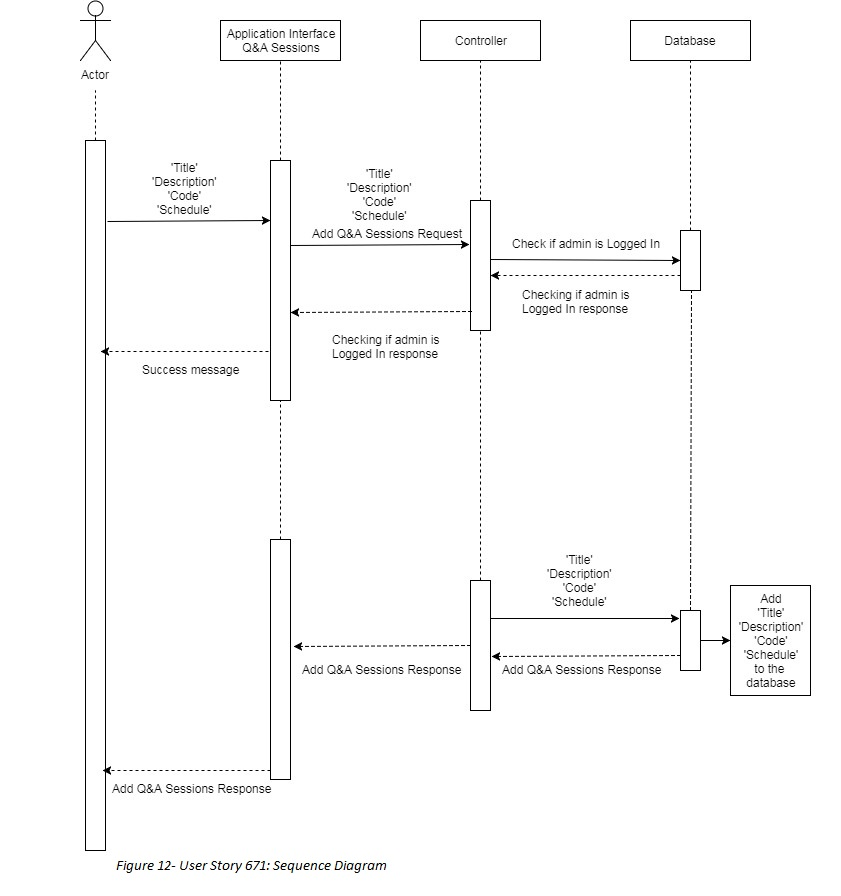 Application Interface
Q&A Sessions
Controller
Database
Actor
'Title'
'Description'
'Code'
'Schedule'
'Title'
'Description'
'Code'
'Schedule'
Add Q&A Sessions Request
Check if admin is Logged In
Checking if admin is
Logged In response
Checking if admin is
Logged In response
Success message
'Title'
'Description'
'Code'
'Schedule'
Add
'Title'
'Description'
'Code'
'Schedule'
to the
database
Add Q&A Sessions Response
Add Q&A Sessions Response
Add Q&A Sessions Response
Figure 12- User Story 671: Sequence Diagram